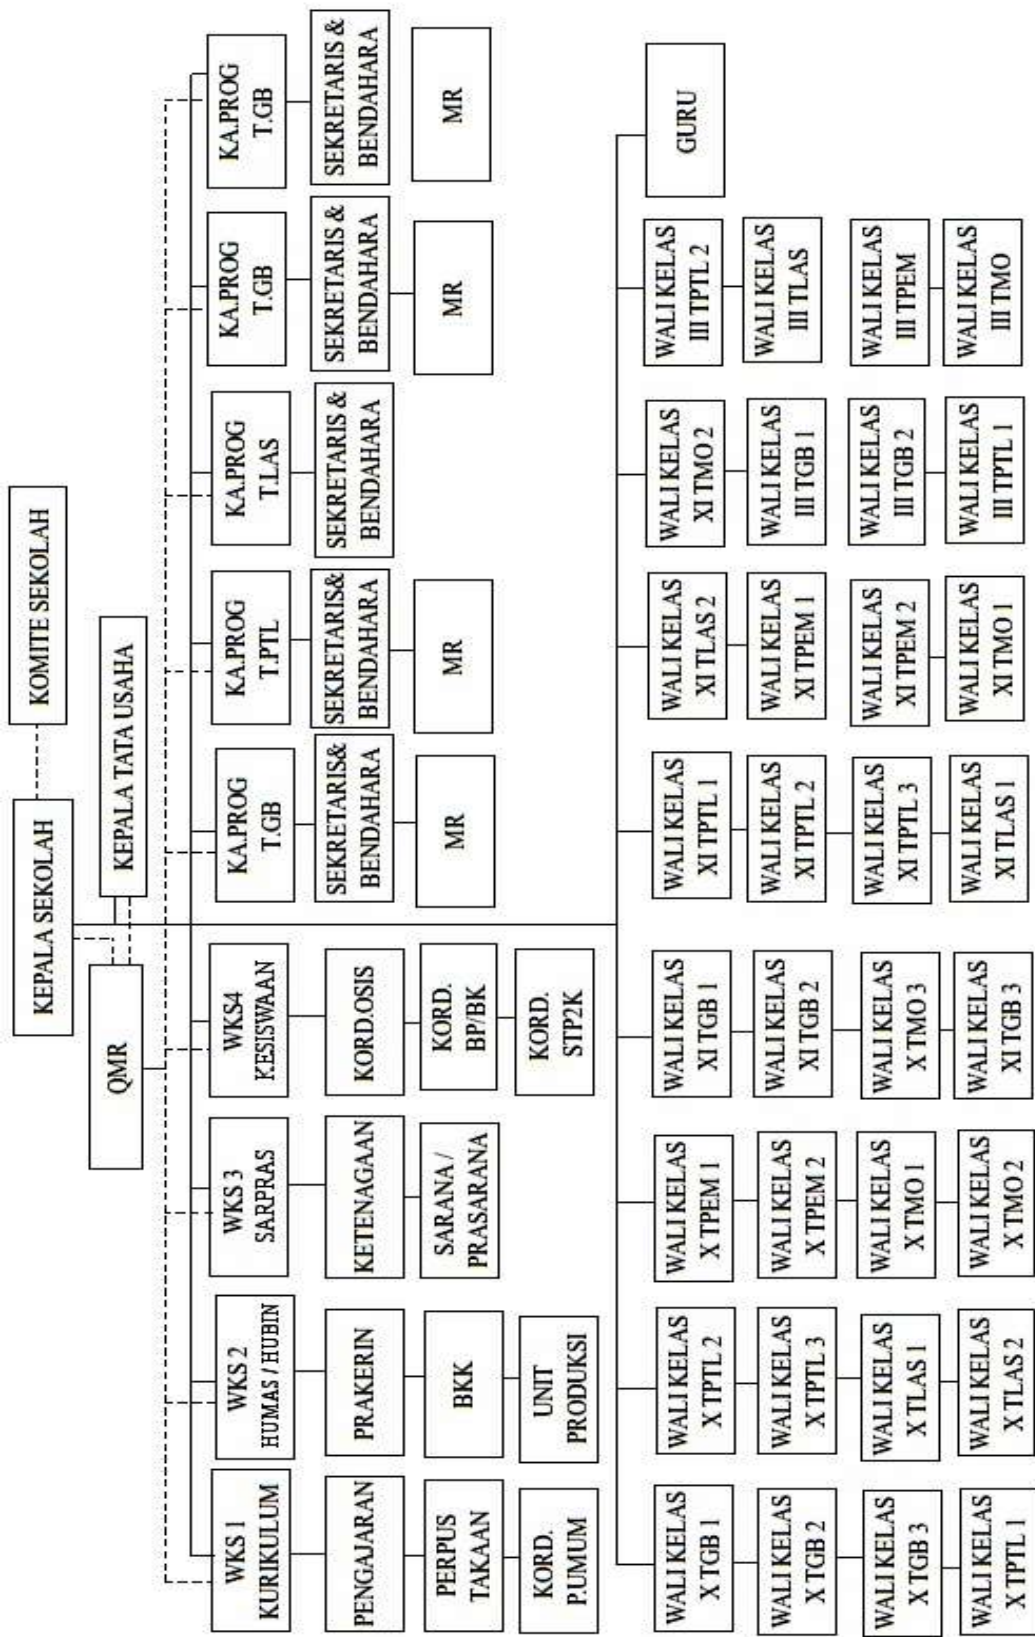 KEPALA SEKOLAH
KOMITE SEKOLAH
QMR
KEPALA TATA USAHA
WKS 1
KURIKULUM
WKS 2
HUMAS / HUBIN
WKS 3
SARPRAS
WKS4
KESISWAAN
KA.PROG
T.GB
KA.PROG
T.PTL
KA.PROG
T.LAS
KA.PROG
T.GB
KA.PROG
T.GB
PENGAJARAN
PRAKERIN
KETENAGAAN
KORD.OSIS
SEKRETARIS&
BENDAHARA
SEKRETARIS&
BENDAHARA
SEKRETARIS &
BENDAHARA
SEKRETARIS &
BENDAHARA
SEKRETARIS &
BENDAHARA
PERPUS
TAKAAN
BKK
SARANA /
PRASARANA
KORD.
BP/BK
MR
MR
MR
MR
KORD.
P.UMUM
UNIT
PRODUKSI
KORD.
STP2K
WALI KELAS
X TGB 1
WALI KELAS
X TPTL 2
WALI KELAS
X TPEM 1
WALI KELAS
XI TGB 1
WALI KELAS
XI TPTL 1
WALI KELAS
XI TLAS 2
WALI KELAS
XI TMO 2
WALI KELAS
III TPTL 2
GURU
WALI KELAS
X TGB 2
WALI KELAS
X TPTL 3
WALI KELAS
X TPEM 2
WALI KELAS
XI TGB 2
WALI KELAS
XI TPTL 2
WALI KELAS
XI TPEM 1
WALI KELAS
III TGB 1
WALI KELAS
III TLAS
WALI KELAS
X TGB 3
WALI KELAS
X TLAS 1
WALI KELAS
X TMO 1
WALI KELAS
X TMO 3
WALI KELAS
XI TPTL 3
WALI KELAS
XI TPEM 2
WALI KELAS
III TGB 2
WALI KELAS
III TPEM
WALI KELAS
X TPTL 1
WALI KELAS
X TLAS 2
WALI KELAS
X TMO 2
WALI KELAS
XI TGB 3
WALI KELAS
XI TLAS 1
WALI KELAS
XI TMO 1
WALI KELAS
III TPTL 1
WALI KELAS
III TMO